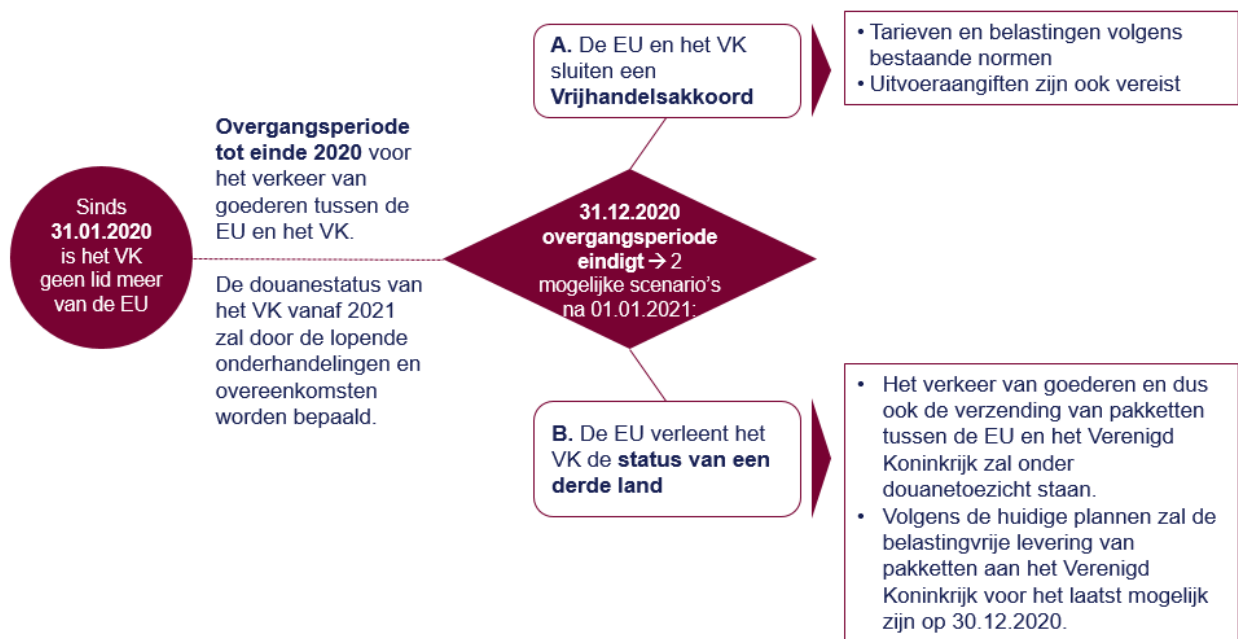 Sinds
31.01.2020
is het VK
geen lid meer
van de EU
Overgangsperiode
tot einde 2020 voor
het verkeer van
goederen tussen de
EU en het VK.
De douanestatus van
het VK vanaf 2021
zal door de lopende
onderhandelingen en
overeenkomsten
worden bepaald.
31.12.2020
overgangsperiode
eindigt → 2
mogelijke scenario's
na 01.01.2021:
A. De EU en het VK
sluiten een
Vrijhandelsakkoord
• Tarieven en belastingen volgens
bestaande normen
• Uitvoeraangiften zijn ook vereist
B. De EU verleent het
VK de status van een
derde land
• Het verkeer van goederen en dus
ook de verzending van pakketten
tussen de EU en het Verenigd
Koninkrijk zal onder
douanetoezicht staan.
• Volgens de huidige plannen zal de
belastingvrije levering van
pakketten aan het Verenigd
Koninkrijk voor het laatst mogelijk
zijn op 30.12.2020.